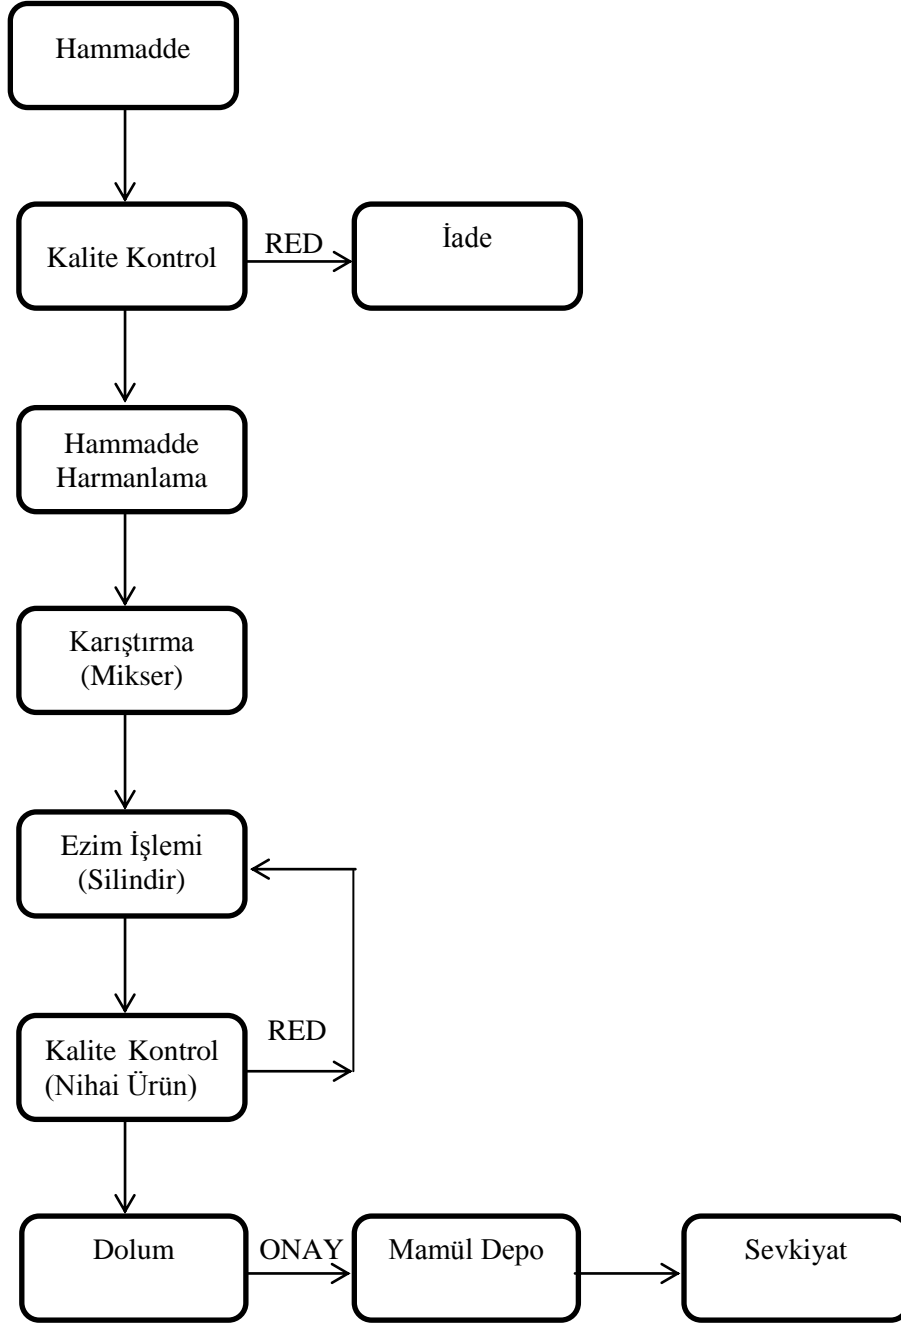 Hammadde
Kalite Kontrol
RED
İade
Hammadde
Harmanlama
Karıştırma
(Mikser)
Ezim İşlemi
(Silindir)
Kalite Kontrol
(Nihai Ürün)
RED
Dolum
ONAY
Mamül Depo
Sevkiyat